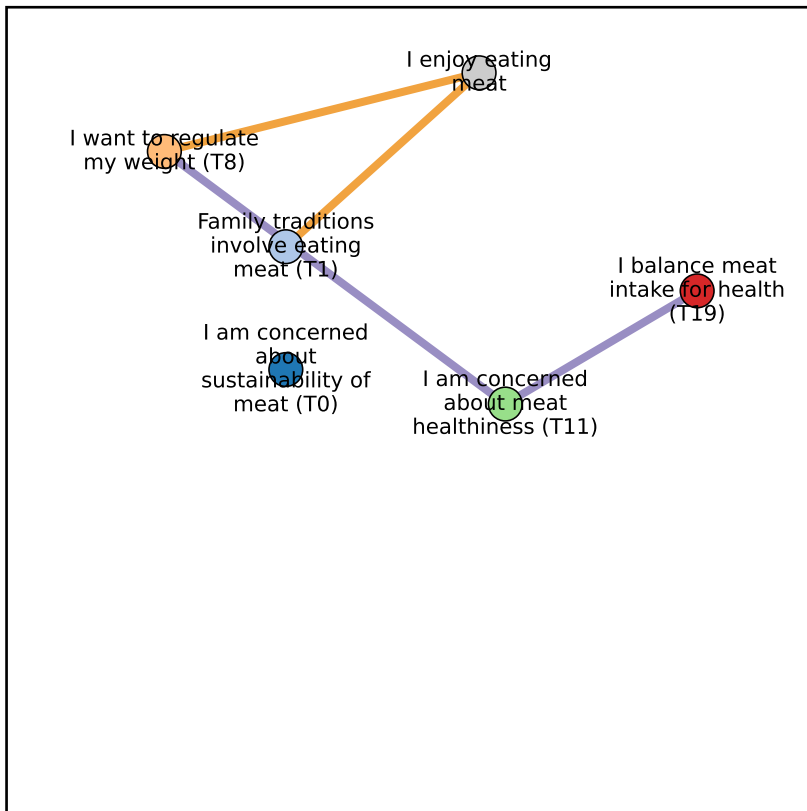 I enjoy eating
meat
I want to regulate
my weight (T8)
Family traditions
involve eating
meat (T1)
I balance meat
intake for health
(T19)
I am concerned
about
sustainability of
meat (T0)
I am concerned
about meat
healthiness (T11)